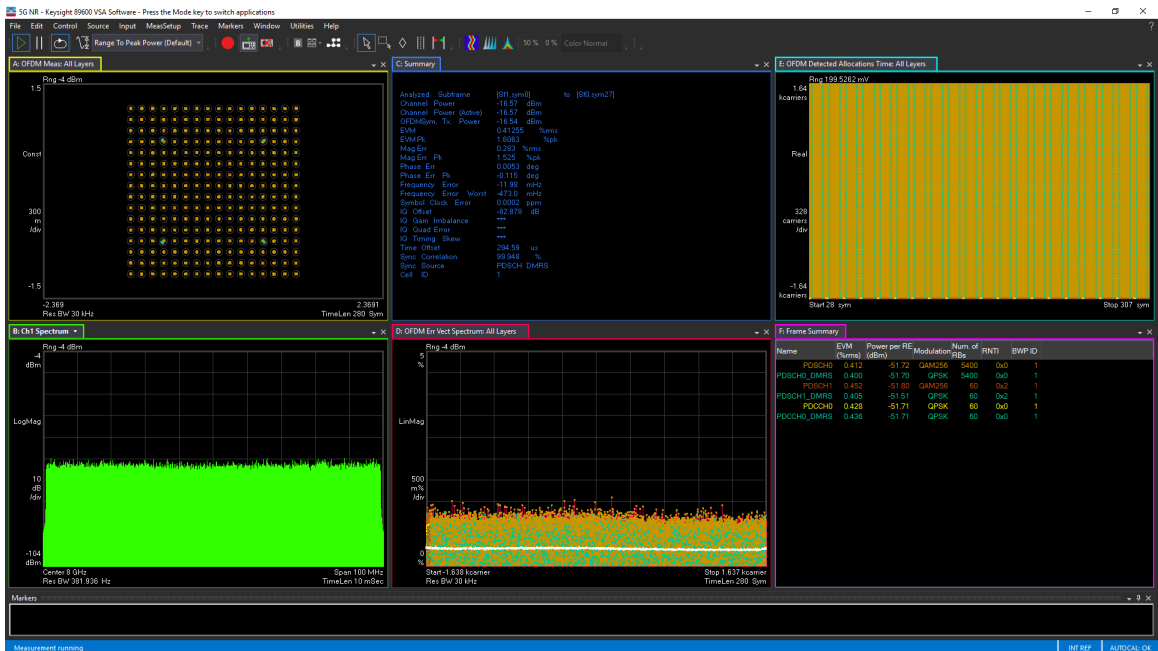 5G NR - Keysight 89600 VSA Software - Press the Mode key to switch applications
File Edit Control Source Input MeasSetup Trace Markers Window Utilities Help
Range To Peak Power (Default)
50 % 0 % Color Normal
A: OFDM Meas: All Layers
Rng -4 dBm
1.5
Const
300
m
/div
-1.5
-2.369 2.3691
Res BW 30 kHz TimeLen 280 Sym
C: Summary
Analyzed Subframe [Sf1,sym0] to [Sf0,sym27]
Channel Power -16.57 dBm
Channel Power (Active) -16.57 dBm
OFDMSym. Tx. Power -16.54 dBm
EVM 0.41255 %rms
EVM Pk 1.6063 %pk
Mag Err 0.283 %rms
Mag Err Pk 1.525 %pk
Phase Err 0.0053 deg
Phase Err Pk -0.115 deg
Frequency Error -11.98 mHz
Frequency Error Worst -473.0 mHz
Symbol Clock Error 0.0002 ppm
IQ Offset -82.878 dB
IQ Gain Imbalance ***
IQ Quad Error ***
IQ Timing Skew ***
Time Offset 294.59 us
Sync Correlation 99.948 %
Sync Source PDSCH DMRS
Cell ID 1
E: OFDM Detected Allocations Time: All Layers
Rng 199.5262 mV
1.64
kcarriers
Real
328
carriers
/div
-1.64
kcarriers
Start 28 sym Stop 307 sym
B: Ch1 Spectrum
Rng -4 dBm
-4
dBm
LogMag
10
dB
/div
-104
dBm
Center 8 GHz Span 100 MHz
Res BW 381.936 Hz TimeLen 10 mSec
D: OFDM Err Vect Spectrum: All Layers
Rng -4 dBm
5
%
LinMag
500
m%
/div
0
%
Start -1.638 kcarrier Stop 1.637 kcarrier
Res BW 30 kHz TimeLen 280 Sym
F: Frame Summary
Name EVM (%rms) Power per RE (dBm) Modulation Num. of RBs RNTI BWP ID
PDSCH0 0.412 -51.72 QAM256 5400 0x0 1
PDSCH0_DMRS 0.400 -51.70 QPSK 5400 0x0 1
PDSCH1 0.452 -51.80 QAM256 60 0x2 1
PDSCH1_DMRS 0.405 -51.51 QPSK 60 0x2 1
PDCCH0 0.428 -51.71 QPSK 60 0x0 1
PDCCH0_DMRS 0.436 -51.71 QPSK 60 0x0 1
Markers
Measurement running INT REF AUTOCAL: OK